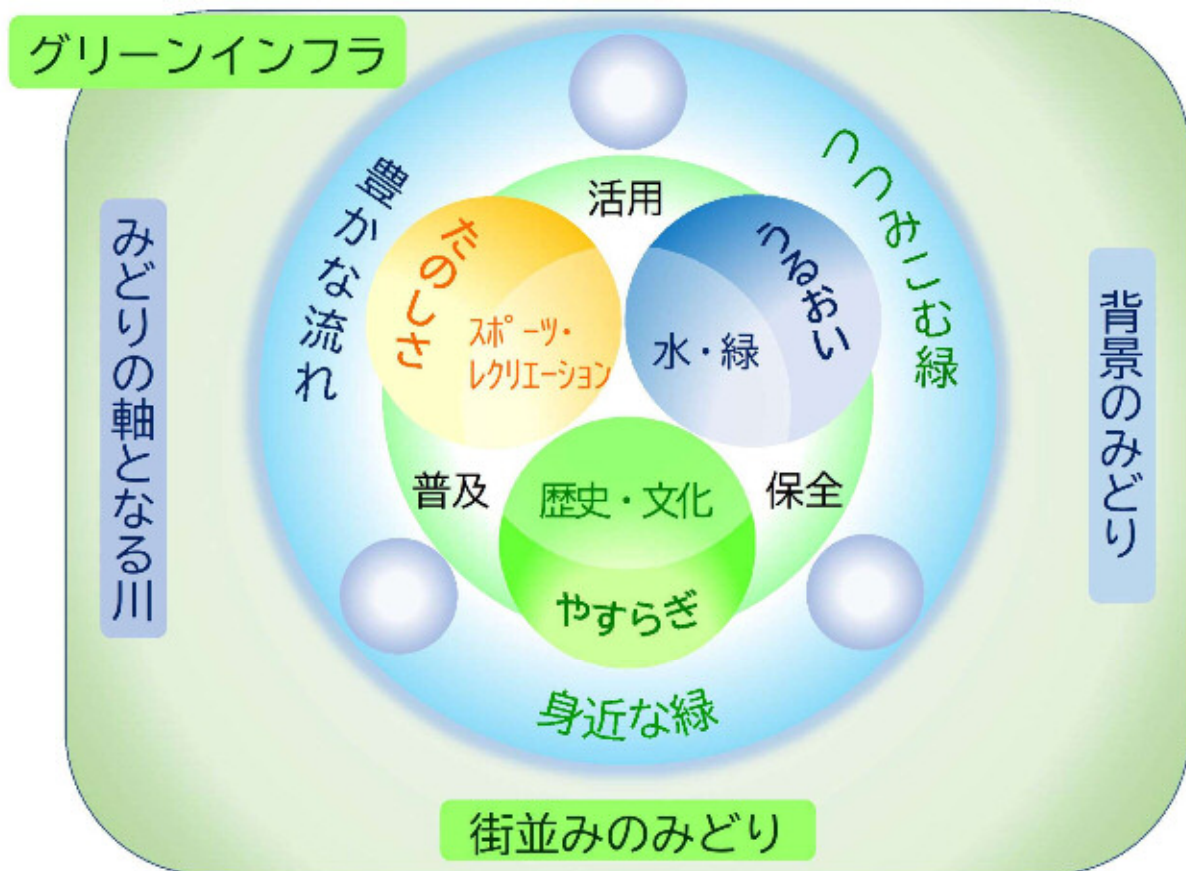 グリーンインフラ
豊かな流れ
つつみこむ緑
活用
たのしさ
スポーツ・
レクリエーション
うるおい
水・緑
みどりの軸となる川
背景のみどり
普及
保全
歴史・文化
やすらぎ
身近な緑
街並みのみどり